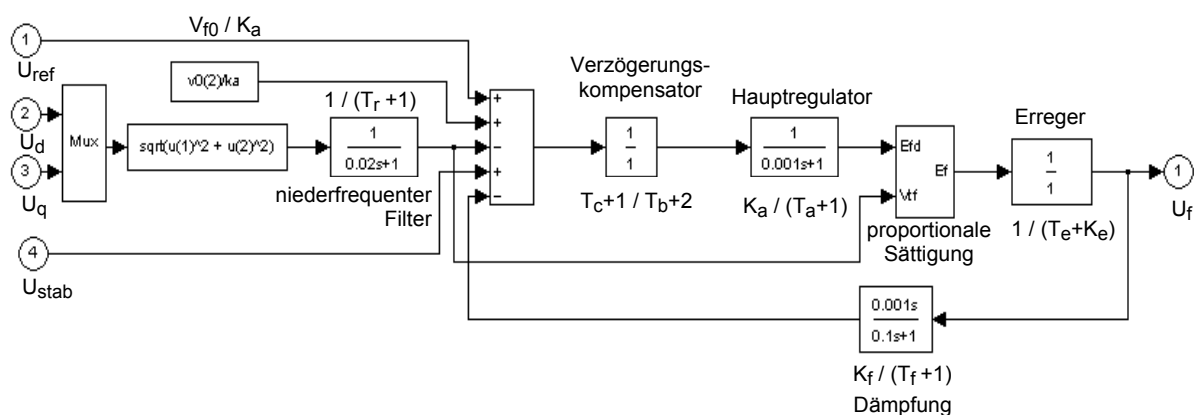 V_f0 / K_a
1
U_ref
v0(2)/ka
2
U_d
3
U_q
Mux
sqrt(u(1)^2 + u(2)^2)
1 / (T_r +1)
1
0.02s+1
niederfrequenter
Filter
4
U_stab
+
+
−
+
−
Verzögerungs-
kompensator
1
1
T_c+1 / T_b+2
Hauptregulator
1
0.001s+1
K_a / (T_a+1)
Efd
Ef
Vtf
proportionale
Sättigung
Erreger
1
1
1 / (T_e+K_e)
1
U_f
0.001s
0.1s+1
K_f / (T_f +1)
Dämpfung